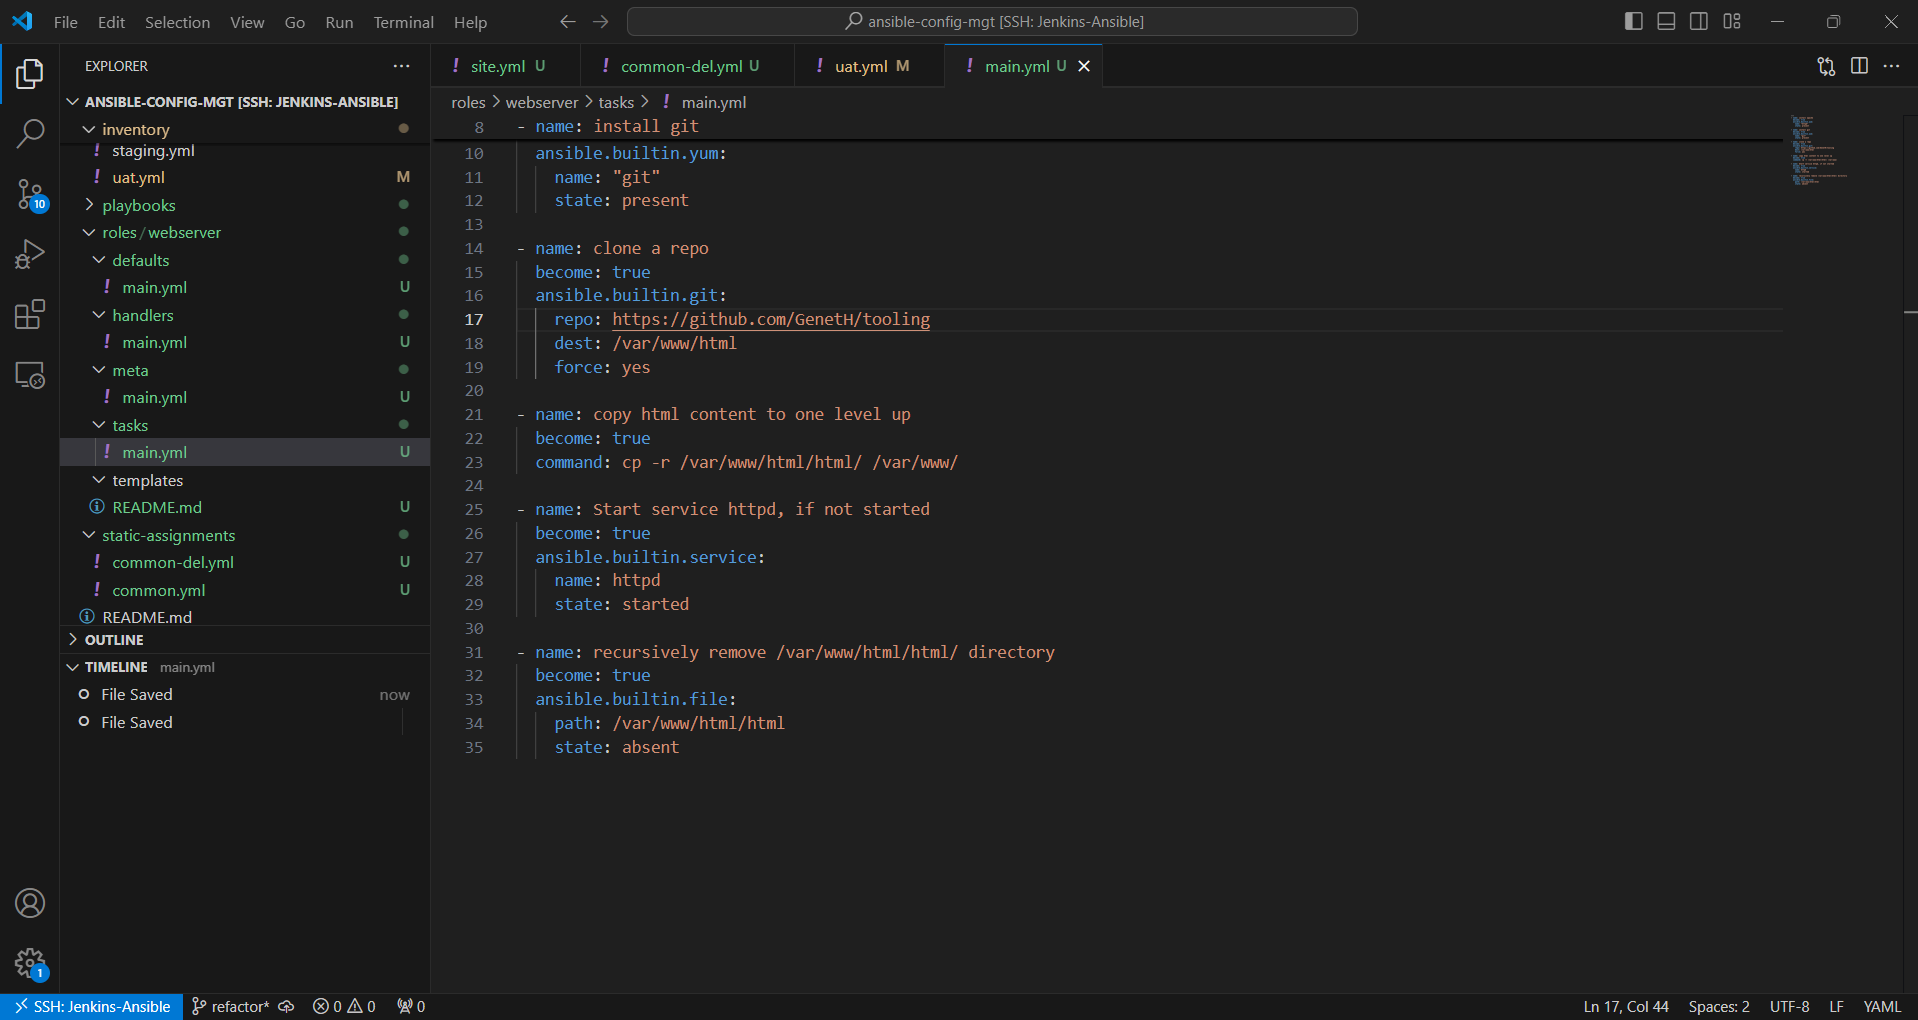 File Edit Selection View Go Run Terminal Help
ansible-config-mgt [SSH: Jenkins-Ansible]
EXPLORER
ANSIBLE-CONFIG-MGT [SSH: JENKINS-ANSIBLE]
inventory
staging.yml
uat.yml M
playbooks
roles / webserver
defaults
main.yml U
handlers
main.yml U
meta
main.yml U
tasks
main.yml U
templates
README.md U
static-assignments
common-del.yml U
common.yml U
README.md
OUTLINE
TIMELINE main.yml
File Saved now
File Saved
10
1
site.yml U
common-del.yml U
uat.yml M
main.yml U
roles > webserver > tasks > ! main.yml
8 - name: install git
10 ansible.builtin.yum:
11 name: "git"
12 state: present
13
14 - name: clone a repo
15 become: true
16 ansible.builtin.git:
17 repo: https://github.com/GenetH/tooling
18 dest: /var/www/html
19 force: yes
20
21 - name: copy html content to one level up
22 become: true
23 command: cp -r /var/www/html/html/ /var/www/
24
25 - name: Start service httpd, if not started
26 become: true
27 ansible.builtin.service:
28 name: httpd
29 state: started
30
31 - name: recursively remove /var/www/html/html/ directory
32 become: true
33 ansible.builtin.file:
34 path: /var/www/html/html
35 state: absent
SSH: Jenkins-Ansible refactor* 0 0 0 Ln 17, Col 44 Spaces: 2 UTF-8 LF YAML